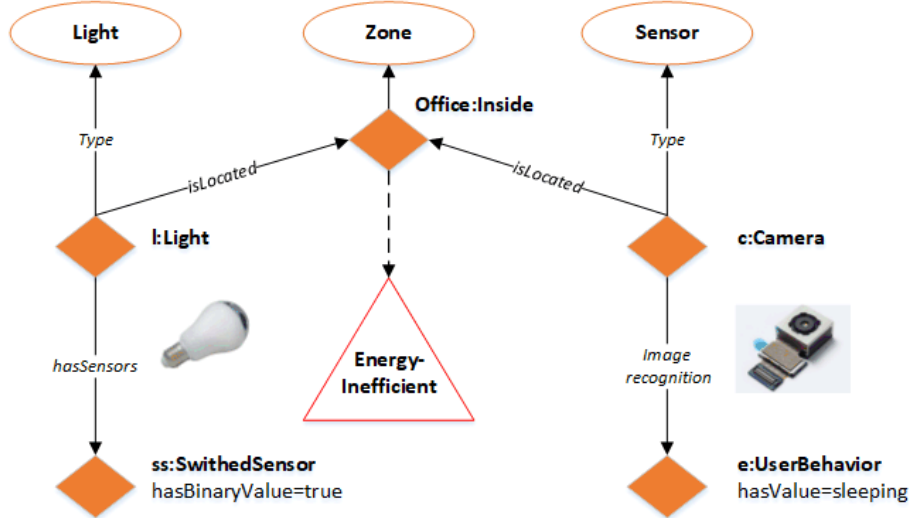 Light
Zone
Sensor
Office:Inside
Type
Type
isLocated
isLocated
l:Light
c:Camera
hasSensors
Energy-
Inefficient
Image
recognition
ss:SwithedSensor
hasBinaryValue=true
e:UserBehavior
hasValue=sleeping